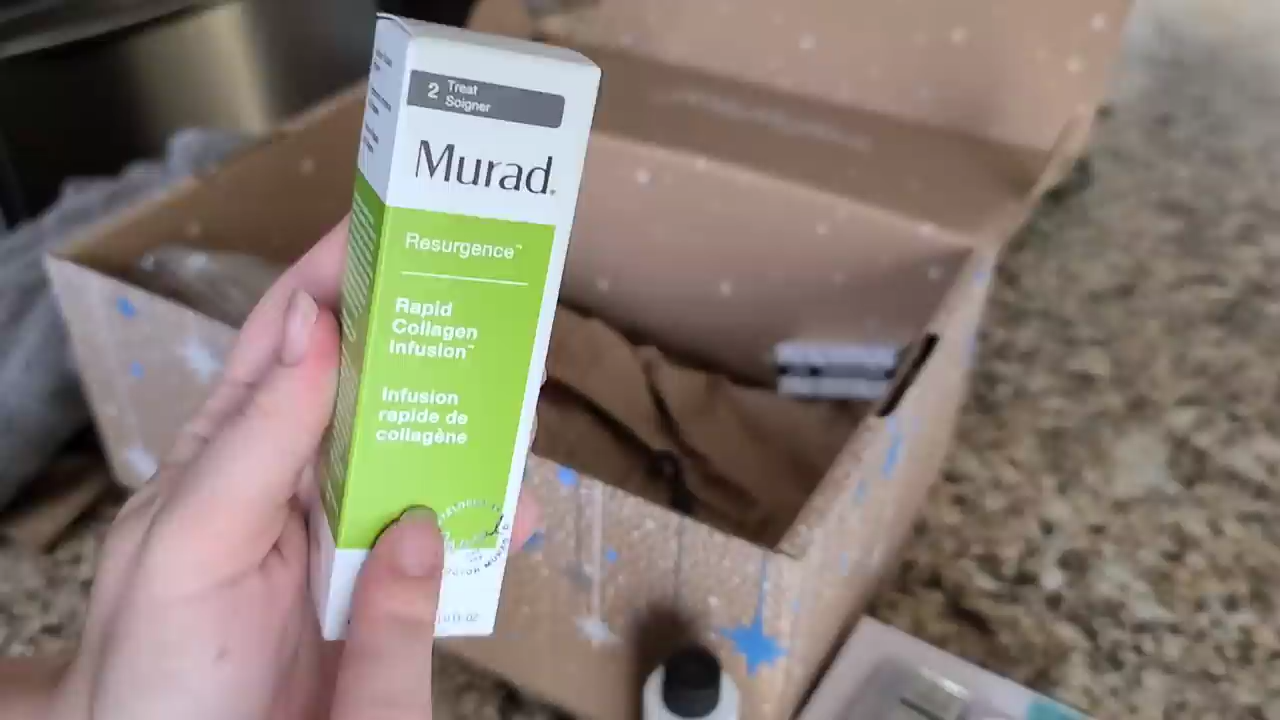 2 Treat
Soigner
Murad.
Resurgence™
Rapid
Collagen
Infusion™
Infusion
rapide de
collagène